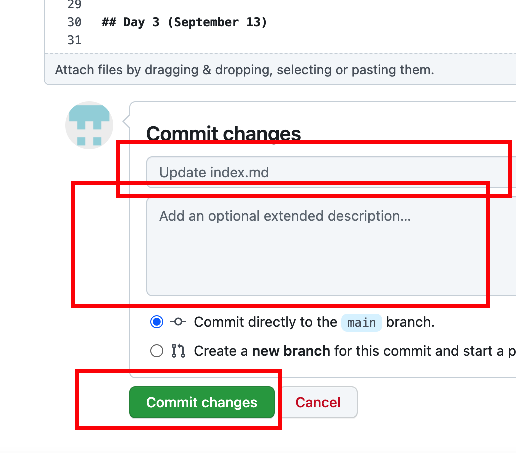 29
30 ## Day 3 (September 13)
31
Attach files by dragging & dropping, selecting or pasting them.
Commit changes
Update index.md
Add an optional extended description...
Commit directly to the main branch.
Create a new branch for this commit and start a p
Commit changes Cancel